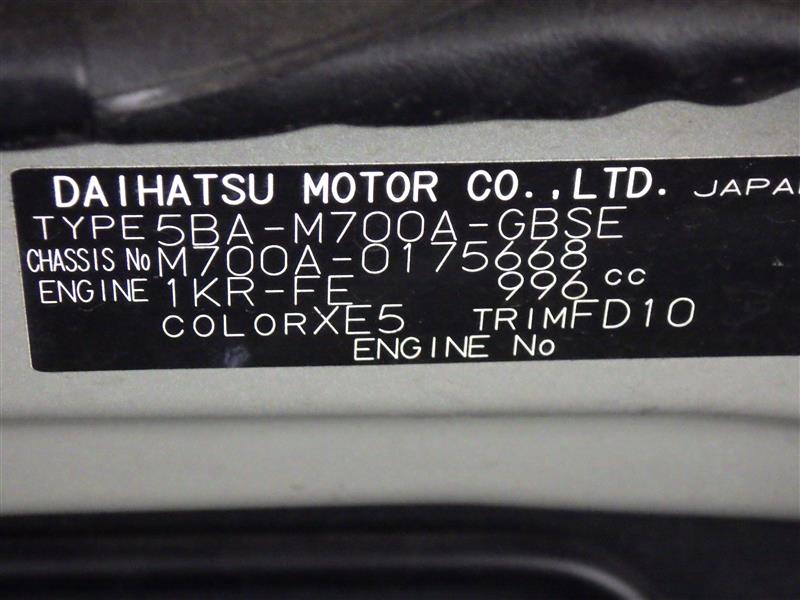 DAIHATSU MOTOR CO.,LTD. JAPAN
TYPE 5BA-M700A-GBSE
CHASSIS No M700A-0175668
ENGINE 1KR-FE 996 cc
COLOR XE5 TRIM FD10
ENGINE No